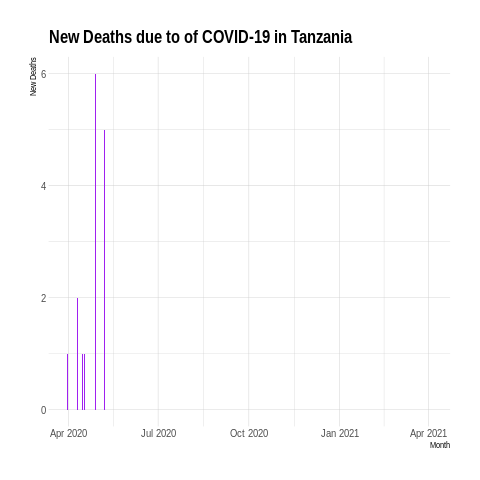 New Deaths due to of COVID-19 in Tanzania
New Deaths
6
4
2
0
Apr 2020 Jul 2020 Oct 2020 Jan 2021 Apr 2021
Month